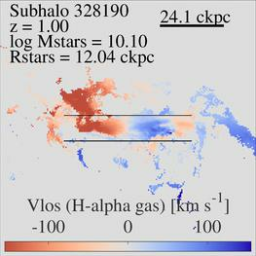 Subhalo 328190
24.1 ckpc
z = 1.00
log Mstars = 10.10
Rstars = 12.04 ckpc
Vlos (H-alpha gas) [km s⁻¹]
-100 0 100